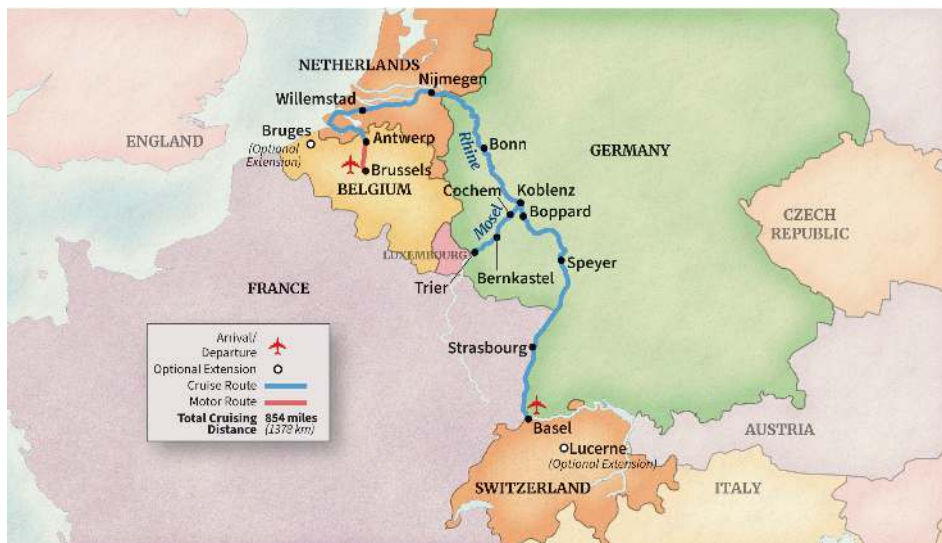 NETHERLANDS
Nijmegen
Willemstad
Bruges
(Optional
Extension)
Antwerp
ENGLAND
Rhine
Bonn
GERMANY
Brussels
BELGIUM
Cochem
Koblenz
Mosel
Boppard
CZECH
REPUBLIC
LUXEMBOURG
Speyer
Bernkastel
Trier
FRANCE
Arrival/
Departure
Optional Extension
Cruise Route
Motor Route
Total Cruising 854 miles
Distance (1378 km)
Strasbourg
Basel
AUSTRIA
Lucerne
(Optional Extension)
SWITZERLAND
ITALY